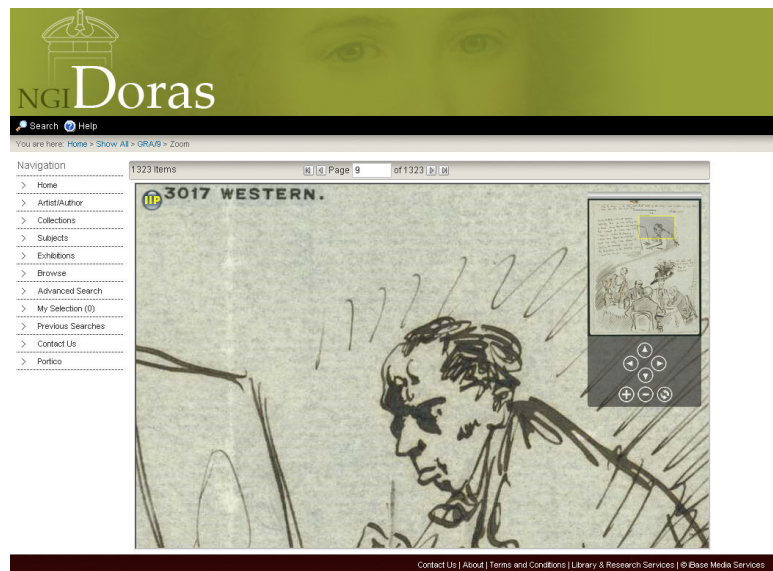 NGI Doras
Search Help
You are here: Home > Show All > GRA/9 > Zoom
Navigation
> Home
> Artist/Author
> Collections
> Subjects
> Exhibitions
> Browse
> Advanced Search
> My Selection (0)
> Previous Searches
> Contact Us
> Portico
1323 Items
Page 9 of 1323
IIP
3017 WESTERN.
Contact Us | About | Terms and Conditions | Library & Research Services | © iBase Media Services